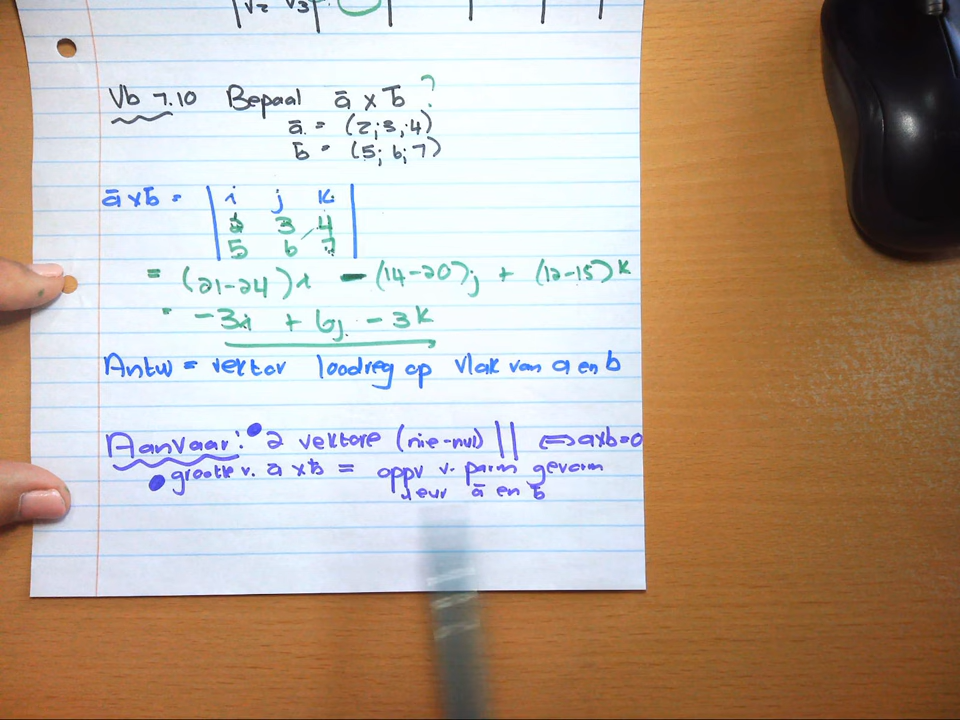 |v₂ v₃|
Vb 7.10 Bepaal ā x b̄ ?
ā = (2;3;4)
b̄ = (5;6;7)
ā x b̄ = | i j k
2 3 4
5 6 7 |
= (21-24)i - (14-20)j + (12-15)k
= -3i + 6j - 3k
Antw = vektor loodreg op vlak van a en b
Aanvaar: • 2 vektore (nie-nul) || ⟺ axb=0
• grootte v. a x b̄ = oppv v. parm gevorm
deur ā en b̄